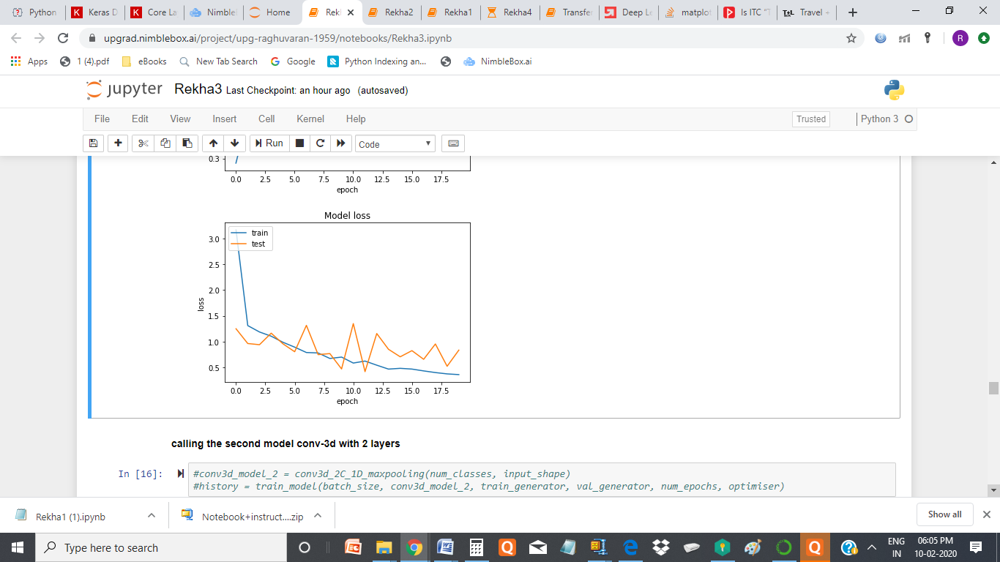 Python
Keras D
Core La
Nimblel
Home
Rekl
Rekha2
Rekha1
Rekha4
Transfe
Deep Le
matplot
Is ITC "T
Travel +
upgrad.nimblebox.ai/project/upg-raghuvaran-1959/notebooks/Rekha3.ipynb
R
Apps
1 (4).pdf
eBooks
New Tab Search
Google
Python Indexing an...
NimbleBox.ai
jupyter Rekha3 Last Checkpoint: an hour ago (autosaved)
File Edit View Insert Cell Kernel Help
Trusted
Python 3
Run
Code
0.3
0.0 2.5 5.0 7.5 10.0 12.5 15.0 17.5
epoch
Model loss
train
test
3.0
2.5
2.0
1.5
1.0
0.5
loss
0.0 2.5 5.0 7.5 10.0 12.5 15.0 17.5
epoch
calling the second model conv-3d with 2 layers
In [16]:
#conv3d_model_2 = conv3d_2C_1D_maxpooling(num_classes, input_shape)
#history = train_model(batch_size, conv3d_model_2, train_generator, val_generator, num_epochs, optimiser)
Rekha1 (1).ipynb
Notebook+instruct....zip
Show all
Type here to search
ENG
IN
06:05 PM
10-02-2020